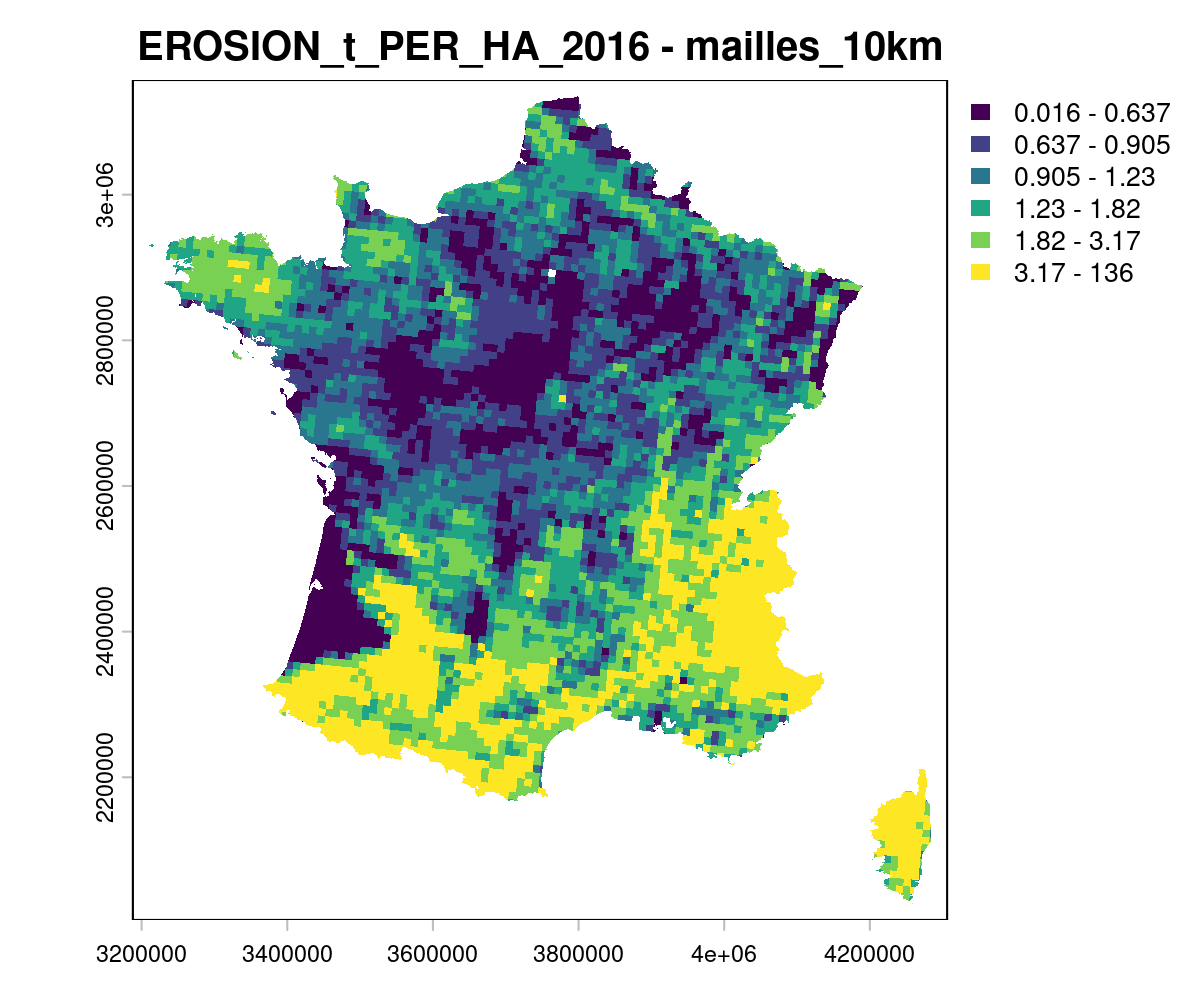 EROSION_t_PER_HA_2016 - mailles_10km
0.016 - 0.637
0.637 - 0.905
0.905 - 1.23
1.23 - 1.82
1.82 - 3.17
3.17 - 136
3e+06
2800000
2600000
2400000
2200000
3200000 3400000 3600000 3800000 4e+06 4200000